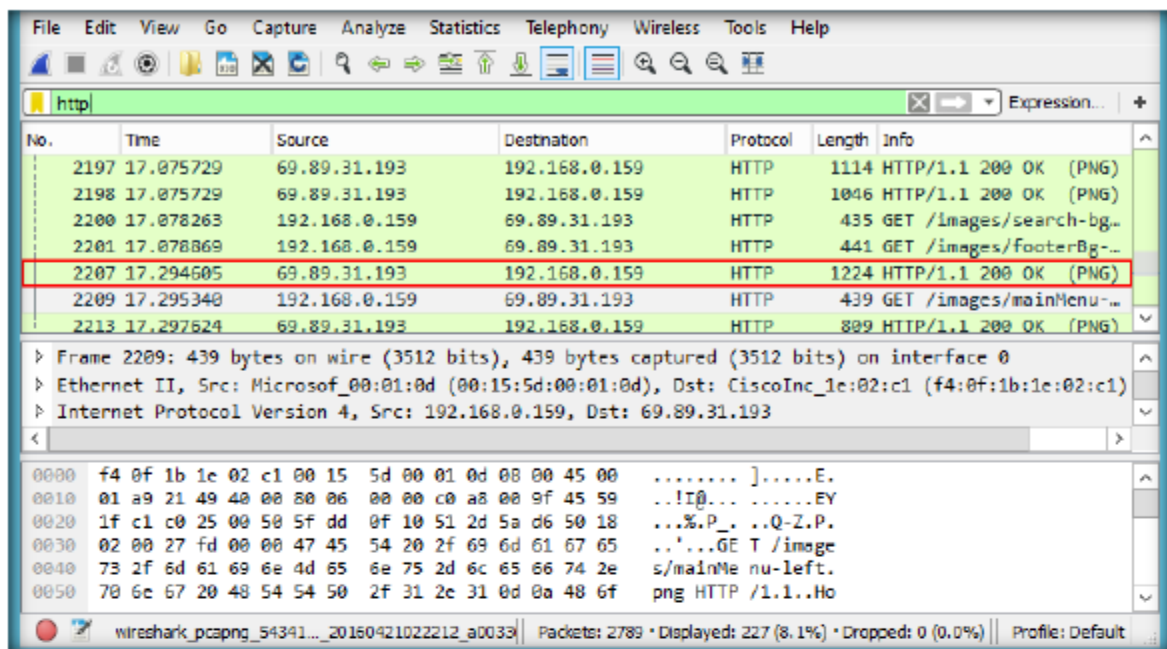 File Edit View Go Capture Analyze Statistics Telephony Wireless Tools Help
http Expression... +
No. Time Source Destination Protocol Length Info
2197 17.075729 69.89.31.193 192.168.0.159 HTTP 1114 HTTP/1.1 200 OK (PNG)
2198 17.075729 69.89.31.193 192.168.0.159 HTTP 1046 HTTP/1.1 200 OK (PNG)
2200 17.078263 192.168.0.159 69.89.31.193 HTTP 435 GET /images/search-bg…
2201 17.078869 192.168.0.159 69.89.31.193 HTTP 441 GET /images/footerBg-…
2207 17.294605 69.89.31.193 192.168.0.159 HTTP 1224 HTTP/1.1 200 OK (PNG)
2209 17.295340 192.168.0.159 69.89.31.193 HTTP 439 GET /images/mainMenu-…
2213 17.297624 69.89.31.193 192.168.0.159 HTTP 809 HTTP/1.1 200 OK (PNG)
Frame 2209: 439 bytes on wire (3512 bits), 439 bytes captured (3512 bits) on interface 0
Ethernet II, Src: Microsof_00:01:0d (00:15:5d:00:01:0d), Dst: CiscoInc_1e:02:c1 (f4:0f:1b:1e:02:c1)
Internet Protocol Version 4, Src: 192.168.0.159, Dst: 69.89.31.193
0000 f4 0f 1b 1e 02 c1 00 15 5d 00 01 0d 08 00 45 00 ........ ].....E.
0010 01 a9 21 49 40 00 80 06 00 00 c0 a8 00 9f 45 59 ..!I@... ......EY
0020 1f c1 c0 25 00 50 5f dd 0f 10 51 2d 5a d6 50 18 ...%.P_. ..Q-Z.P.
0030 02 00 27 fd 00 00 47 45 54 20 2f 69 6d 61 67 65 ..'...GE T /image
0040 73 2f 6d 61 69 6e 4d 65 6e 75 2d 6c 65 66 74 2e s/mainMe nu-left.
0050 70 6e 67 20 48 54 54 50 2f 31 2e 31 0d 0a 48 6f png HTTP /1.1..Ho
wireshark_pcapng_54341..._20160421022212_a0033 Packets: 2789 · Displayed: 227 (8.1%) · Dropped: 0 (0.0%) Profile: Default